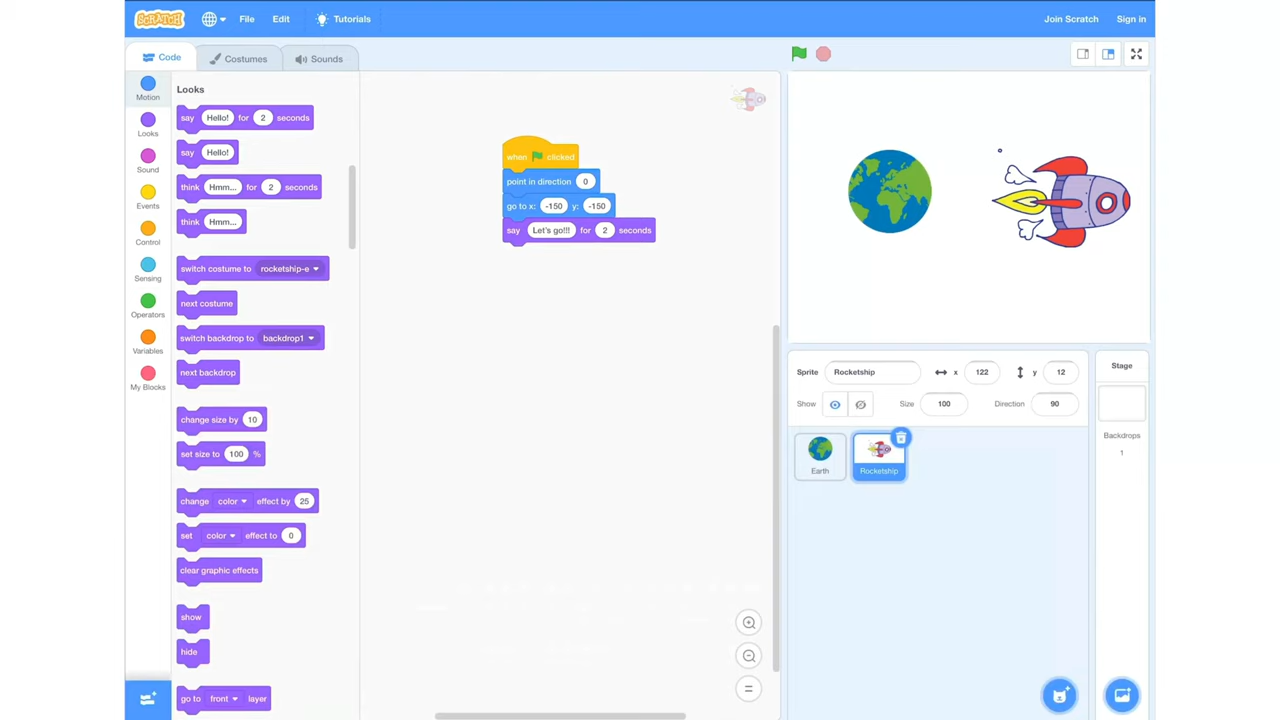 SCRATCH File Edit Tutorials Join Scratch Sign in
Code Costumes Sounds
Motion
Looks
Sound
Events
Control
Sensing
Operators
Variables
My Blocks
Looks
say Hello! for 2 seconds
say Hello!
think Hmm... for 2 seconds
think Hmm...
switch costume to rocketship-e
next costume
switch backdrop to backdrop1
next backdrop
change size by 10
set size to 100 %
change color effect by 25
set color effect to 0
clear graphic effects
show
hide
go to front layer
when clicked
point in direction 0
go to x: -150 y: -150
say Let's go!!! for 2 seconds
Sprite Rocketship x 122 y 12
Show Size 100 Direction 90
Earth
Rocketship
Stage
Backdrops
1